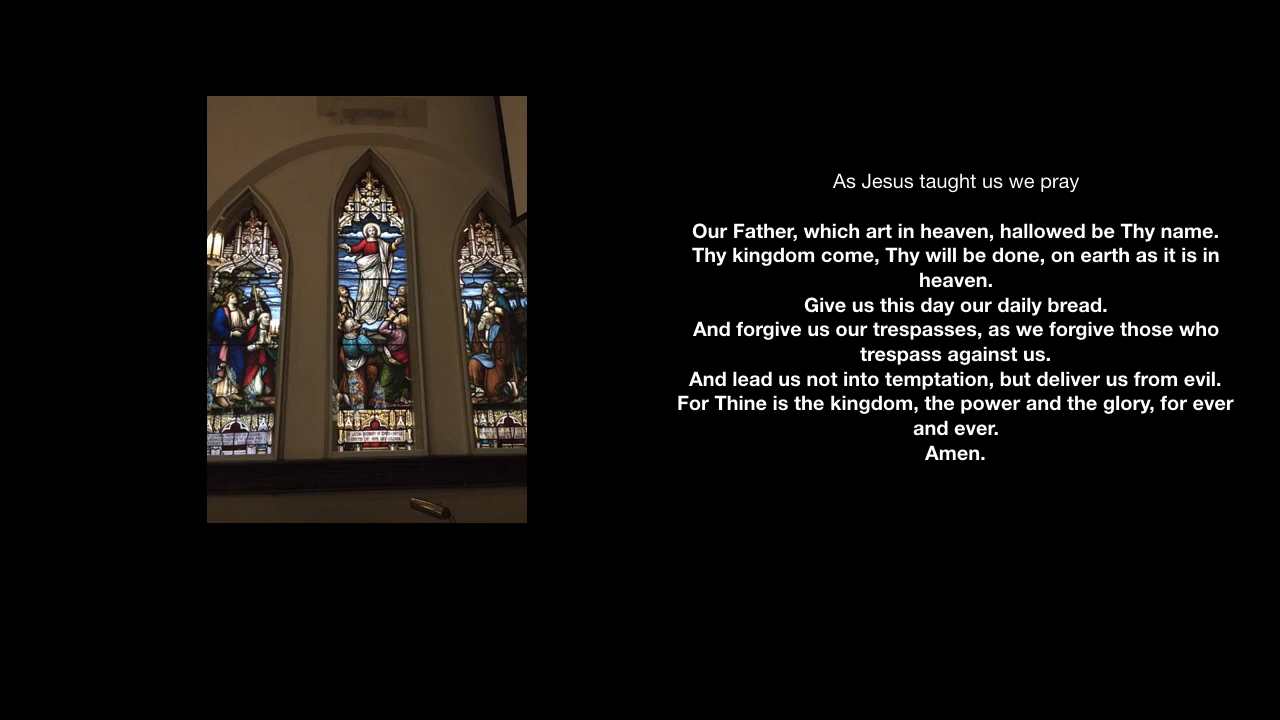 As Jesus taught us we pray
Our Father, which art in heaven, hallowed be Thy name.
Thy kingdom come, Thy will be done, on earth as it is in
heaven.
Give us this day our daily bread.
And forgive us our trespasses, as we forgive those who
trespass against us.
And lead us not into temptation, but deliver us from evil.
For Thine is the kingdom, the power and the glory, for ever
and ever.
Amen.